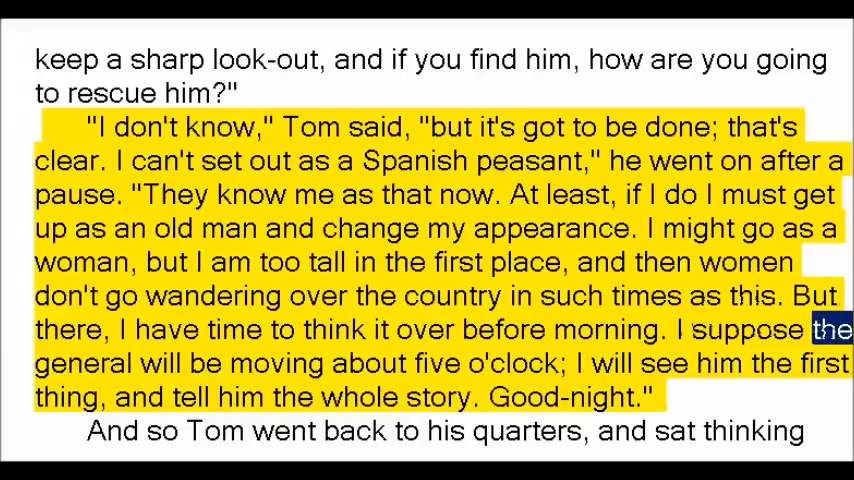 keep a sharp look-out, and if you find him, how are you going
to rescue him?"
"I don't know," Tom said, "but it's got to be done; that's
clear. I can't set out as a Spanish peasant," he went on after a
pause. "They know me as that now. At least, if I do I must get
up as an old man and change my appearance. I might go as a
woman, but I am too tall in the first place, and then women
don't go wandering over the country in such times as this. But
there, I have time to think it over before morning. I suppose the
general will be moving about five o'clock; I will see him the first
thing, and tell him the whole story. Good-night."
And so Tom went back to his quarters, and sat thinking